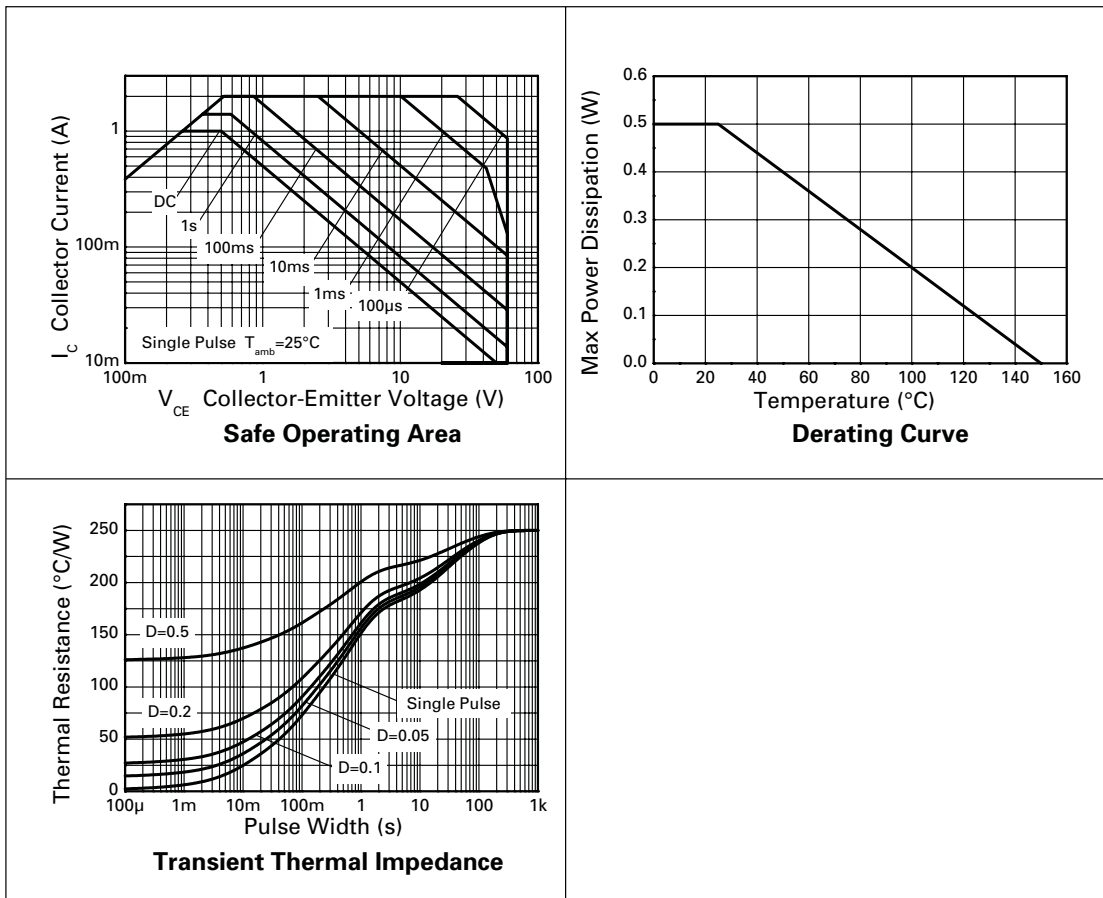 1
100m
10m
100m
1
10
100
I_C Collector Current (A)
DC
1s
100ms
10ms
1ms
100µs
Single Pulse T_amb=25°C
V_CE Collector-Emitter Voltage (V)
Safe Operating Area
0.6
0.5
0.4
0.3
0.2
0.1
0.0
0
20
40
60
80
100
120
140
160
Max Power Dissipation (W)
Temperature (°C)
Derating Curve
250
200
150
100
50
0
100µ
1m
10m
100m
1
10
100
1k
Thermal Resistance (°C/W)
D=0.5
D=0.2
Single Pulse
D=0.05
D=0.1
Pulse Width (s)
Transient Thermal Impedance